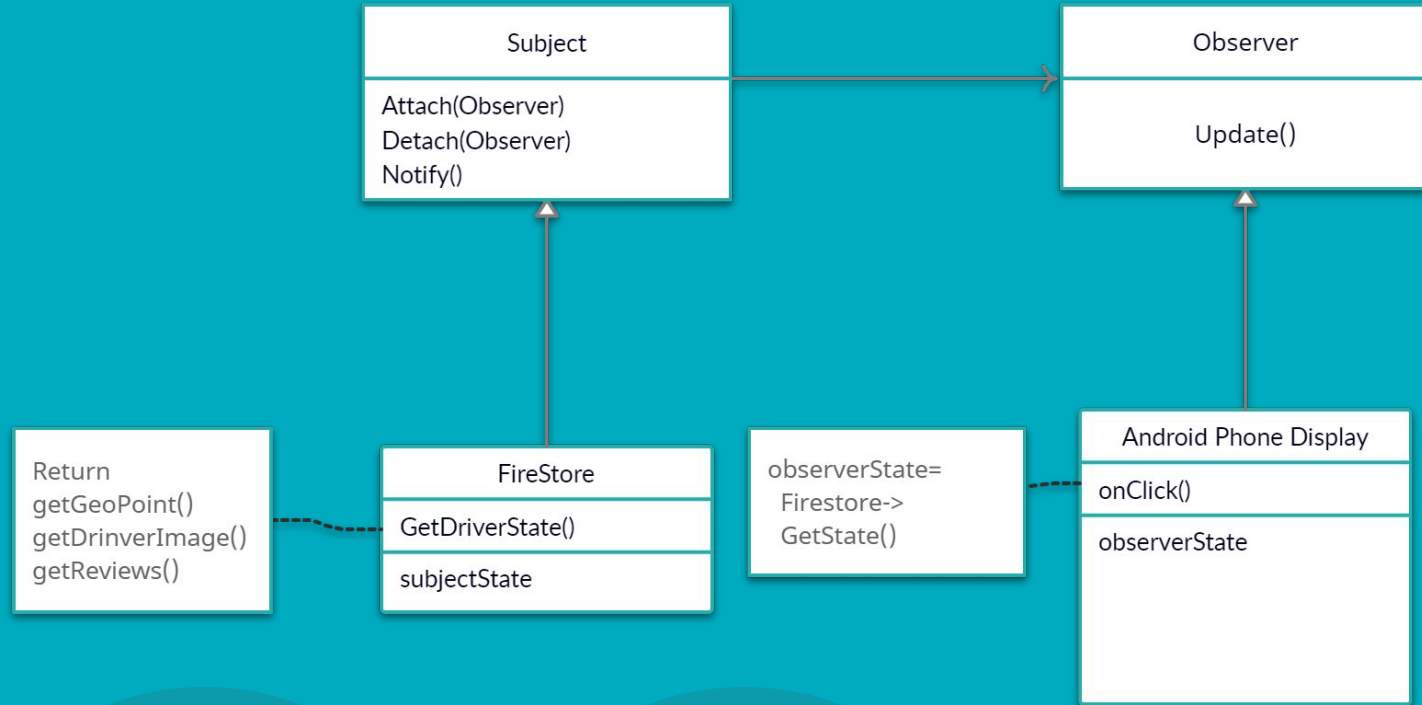 Subject
Attach(Observer)
Detach(Observer)
Notify()
Observer
Update()
Return
getGeoPoint()
getDrinverImage()
getReviews()
FireStore
GetDriverState()
subjectState
observerState=
Firestore->
GetState()
Android Phone Display
onClick()
observerState